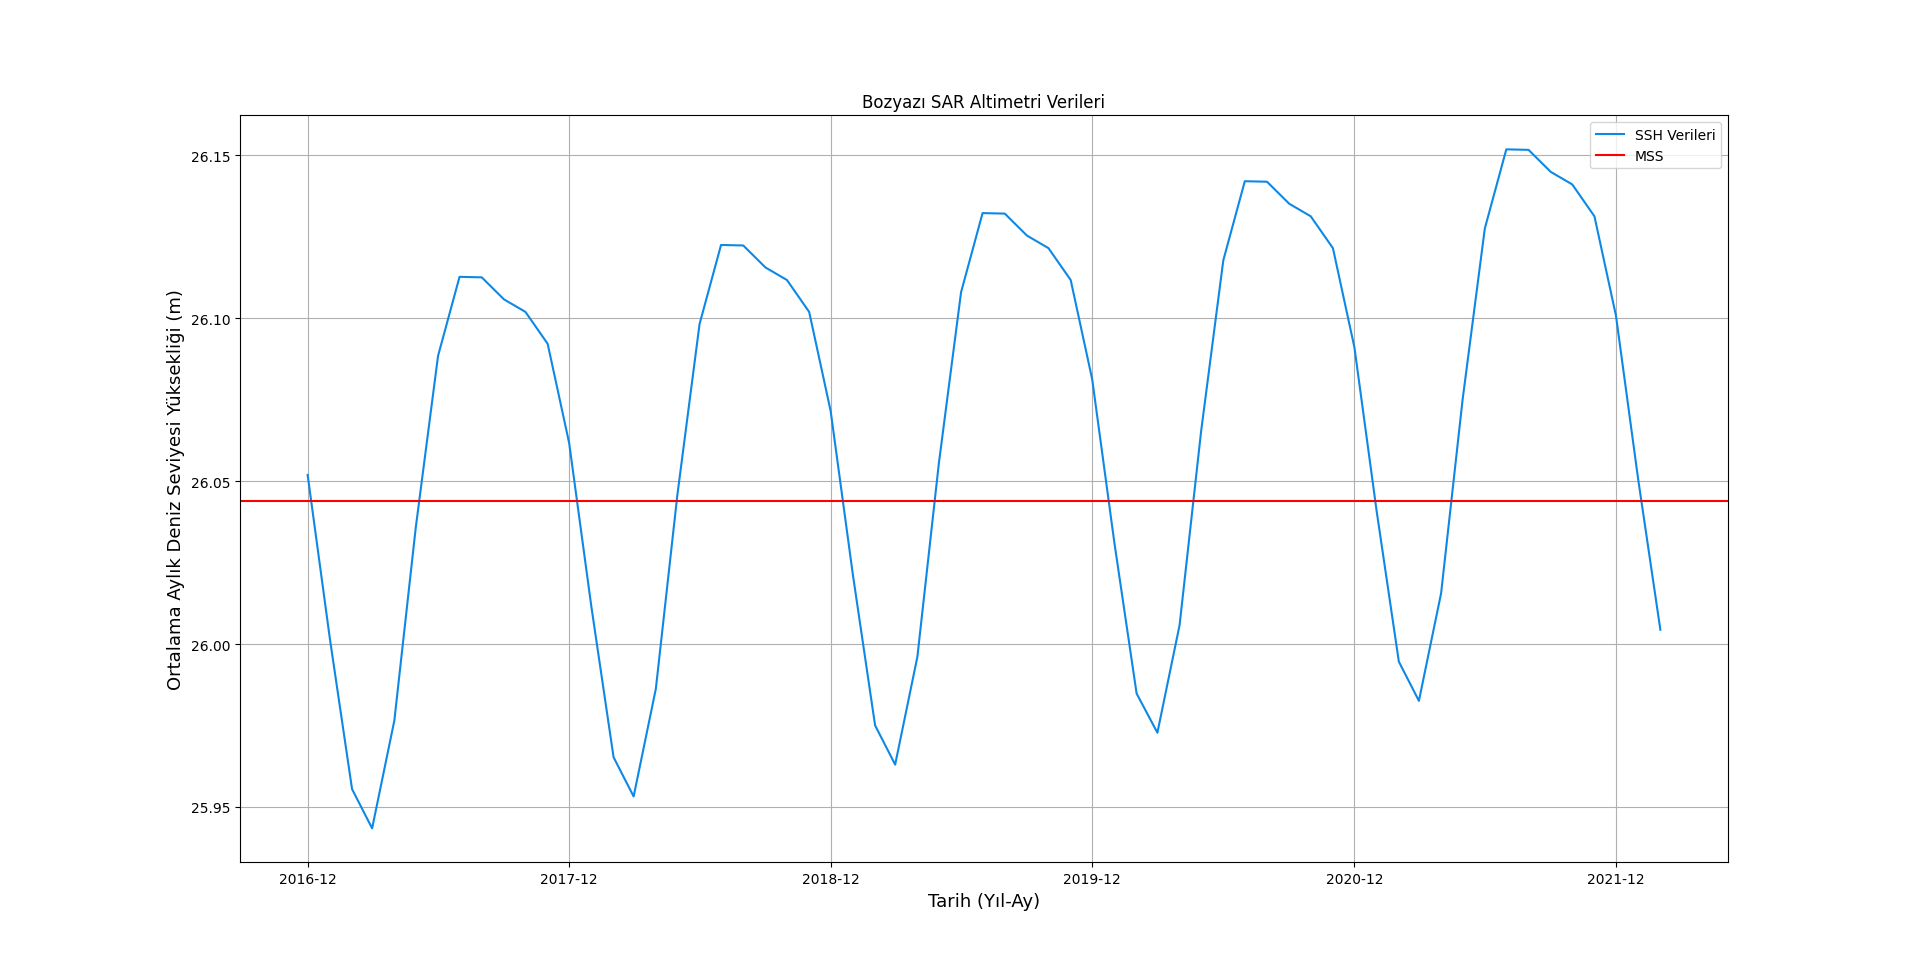 Bozyazı SAR Altimetri Verileri
SSH Verileri
MSS
Ortalama Aylık Deniz Seviyesi Yüksekliği (m)
26.15
26.10
26.05
26.00
25.95
2016-12 2017-12 2018-12 2019-12 2020-12 2021-12
Tarih (Yıl-Ay)